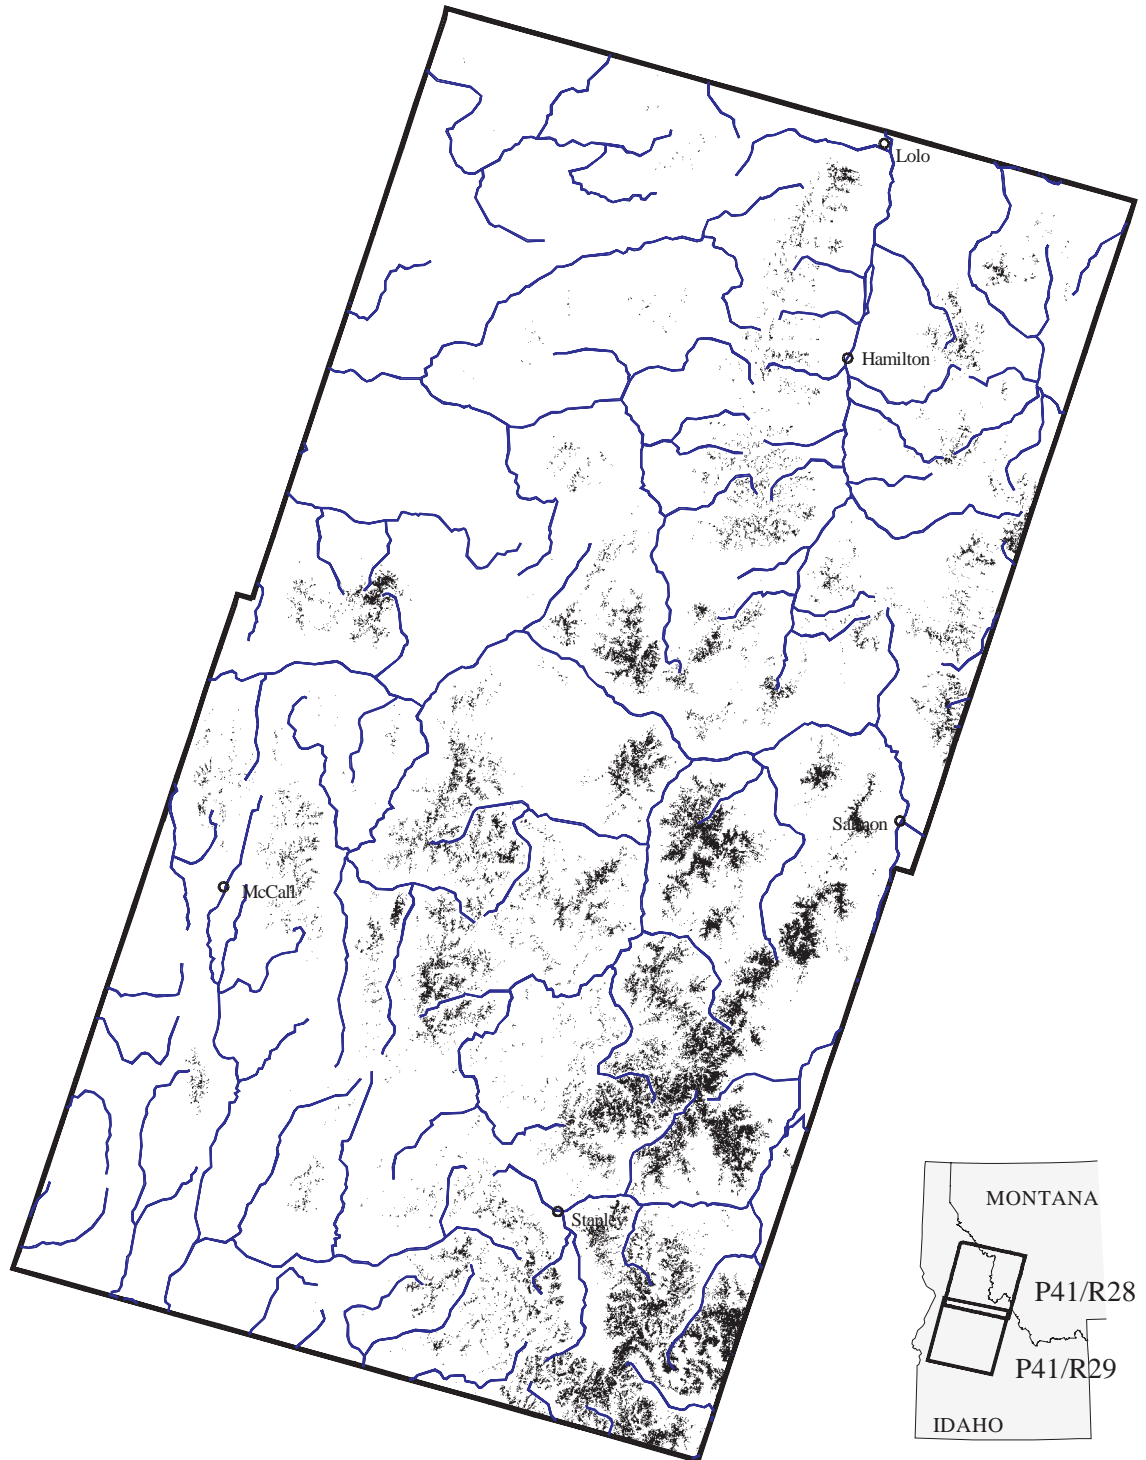 Lolo
Hamilton
Salmon
McCall
Stanley
MONTANA
P41/R28
P41/R29
IDAHO